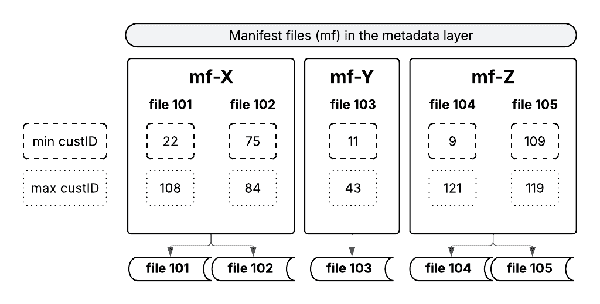 Manifest files (mf) in the metadata layer
mf-X mf-Y mf-Z
file 101 file 102 file 103 file 104 file 105
min custID 22 75 11 9 109
max custID 108 84 43 121 119
file 101 file 102 file 103 file 104 file 105